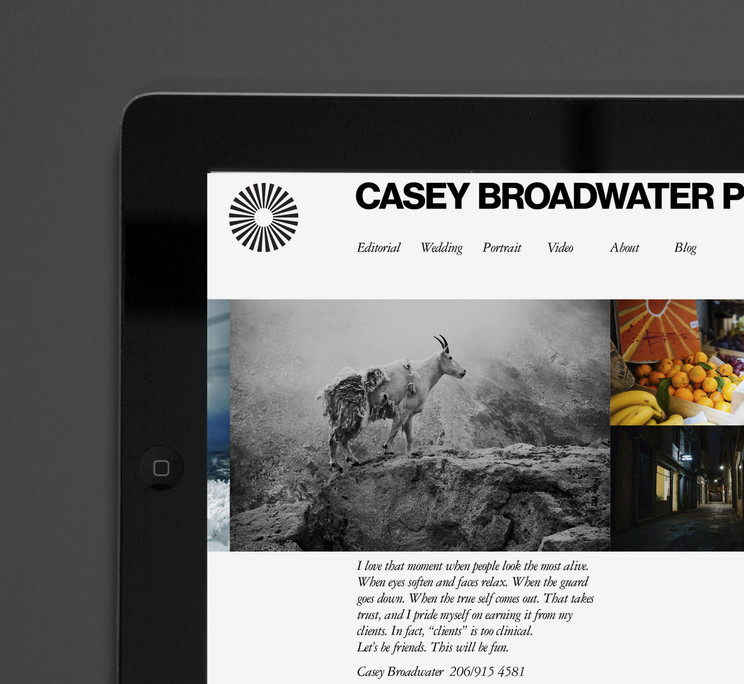 CASEY BROADWATER P
Editorial Wedding Portrait Video About Blog
I love that moment when people look the most alive.
When eyes soften and faces relax. When the guard
goes down. When the true self comes out. That takes
trust, and I pride myself on earning it from my
clients. In fact, “clients” is too clinical.
Let’s be friends. This will be fun.
Casey Broadwater 206/915 4581